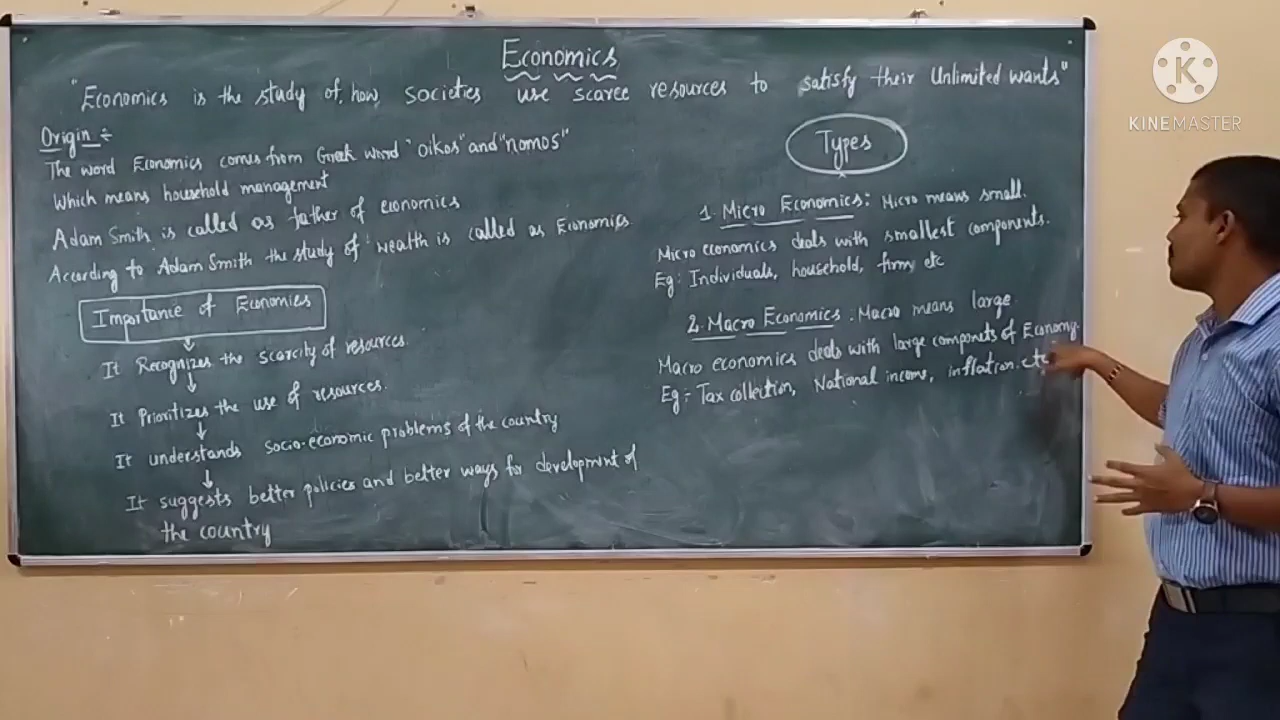 Economics
"Economics is the study of, how, societies use scarce resources to satisfy their Unlimited wants"
Origin :-
The word Economics comes from Greek word "oikos" and "nomos"
Which means household management
Adam Smith is called as father of economics
According to Adam Smith the study of wealth is called as Economics
Importance of Economics
It Recognizes the scarcity of resources.
It Prioritizes the use of resources.
It understands socio-economic problems of the country
It suggests better policies and better ways for development of
the country
Types
1. Micro Economics: Micro means small.
Micro economics deals with smallest components.
Eg: Individuals, household, firm, etc
2. Macro Economics. Macro means large
Macro economics deals with large componets of Economy.
Eg:- Tax collection, National income, inflation. etc
K
KINEMASTER